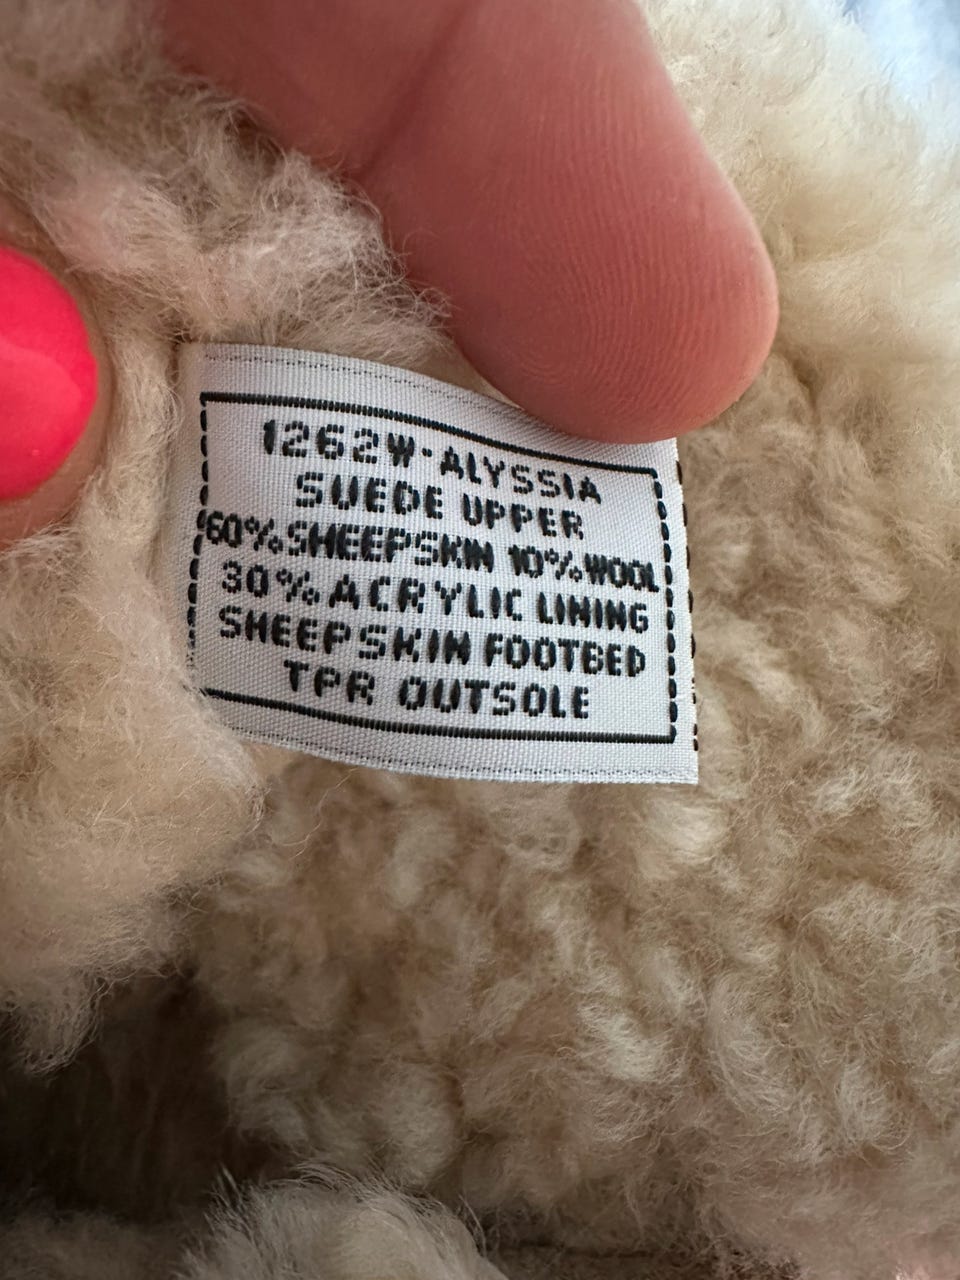 1262W-ALYSSIA
SUEDE UPPER
60%SHEEPSKIN 10%WOOL
30%ACRYLIC LINING
SHEEPSKIN FOOTBED
TPR OUTSOLE